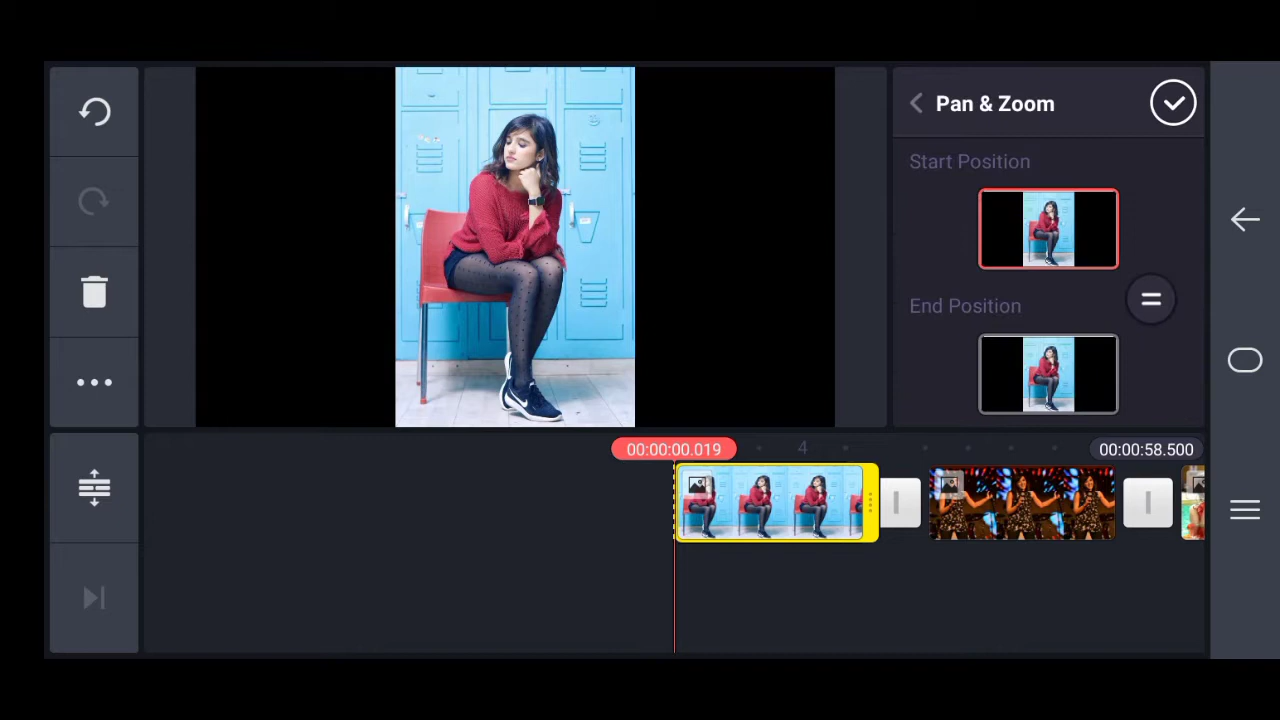 Pan & Zoom
Start Position
End Position
00:00:00.019
4
00:00:58.500